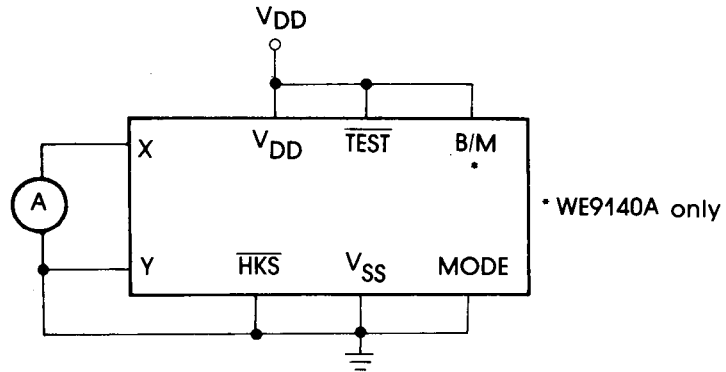 VDD
X
VDD
TEST
B/M
*
A
* WE9140A only
Y
HKS
VSS
MODE